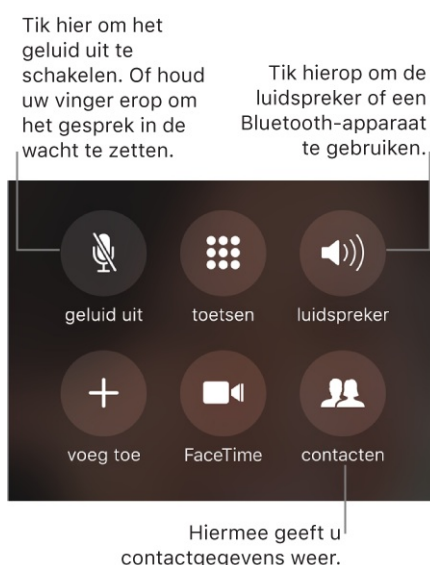 Tik hier om het
geluid uit te
schakelen. Of houd
uw vinger erop om
het gesprek in de
wacht te zetten.
Tik hierop om de
luidspreker of een
Bluetooth-apparaat
te gebruiken.
geluid uit toetsen luidspreker
voeg toe FaceTime contacten
Hiermee geeft u
contactgegevens weer.